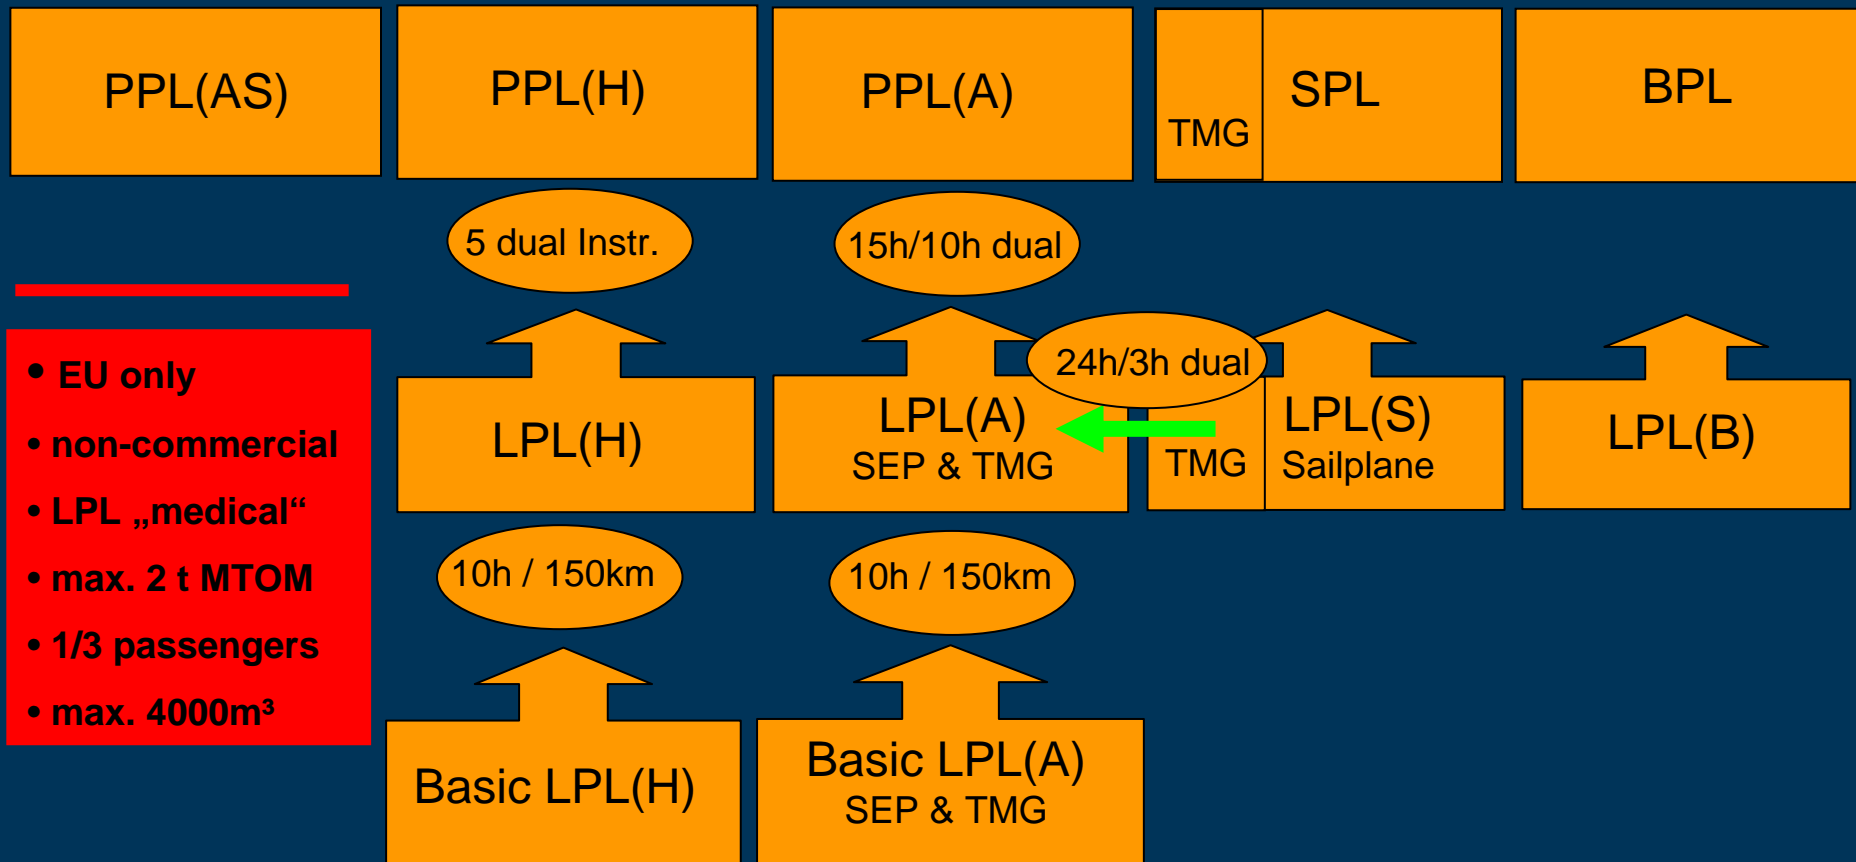 PPL(AS)
PPL(H)
PPL(A)
TMG
SPL
BPL
5 dual Instr.
15h/10h dual
24h/3h dual
• EU only
• non-commercial
• LPL „medical“
• max. 2 t MTOM
• 1/3 passengers
• max. 4000m³
LPL(H)
LPL(A)
SEP & TMG
TMG
LPL(S)
Sailplane
LPL(B)
10h / 150km
10h / 150km
Basic LPL(H)
Basic LPL(A)
SEP & TMG